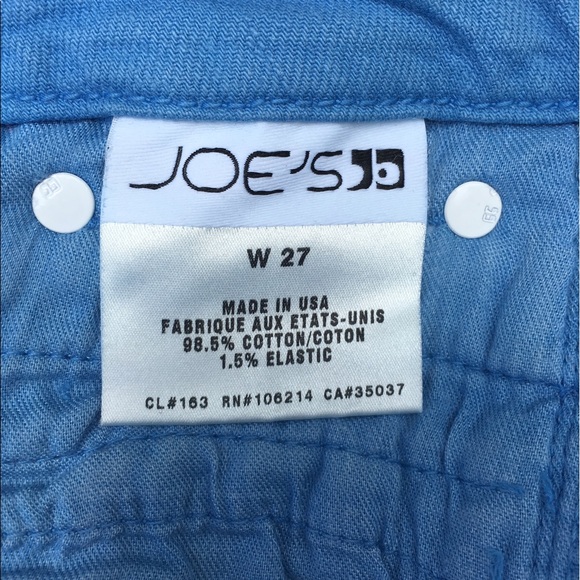 JOE'S
W 27
MADE IN USA
FABRIQUE AUX ETATS-UNIS
98.5% COTTON/COTON
1.5% ELASTIC
CL#163 RN#106214 CA#35037